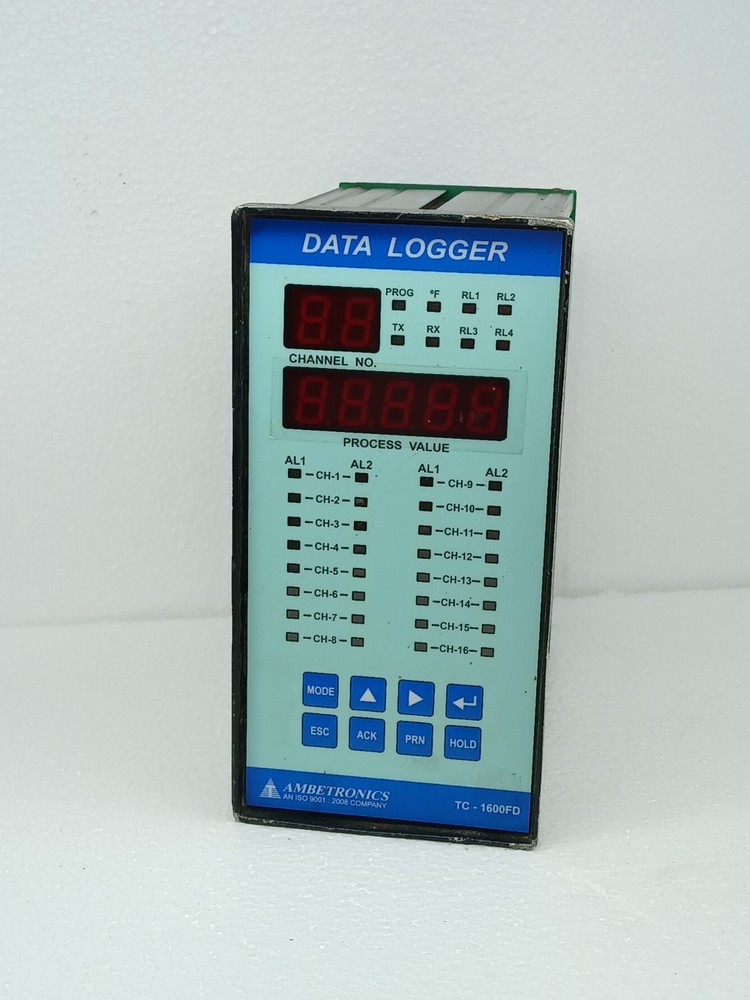 DATA LOGGER
PROG °F RL1 RL2
TX RX RL3 RL4
CHANNEL NO.
PROCESS VALUE
AL1 AL2 AL1 AL2
CH-1 CH-9
CH-2 CH-10
CH-3 CH-11
CH-4 CH-12
CH-5 CH-13
CH-6 CH-14
CH-7 CH-15
CH-8 CH-16
MODE
ESC ACK PRN HOLD
AMBETRONICS
AN ISO 9001 : 2008 COMPANY
TC - 1600FD